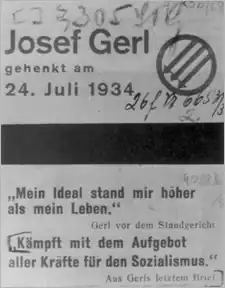 Josef Gerl
gehenkt am
24. Juli 1934
„Mein Ideal stand mir höher
als mein Leben.“
Gerl vor dem Standgericht
„Kämpft mit dem Aufgebot
aller Kräfte für den Sozialismus.“
Aus Gerls letztem Brief